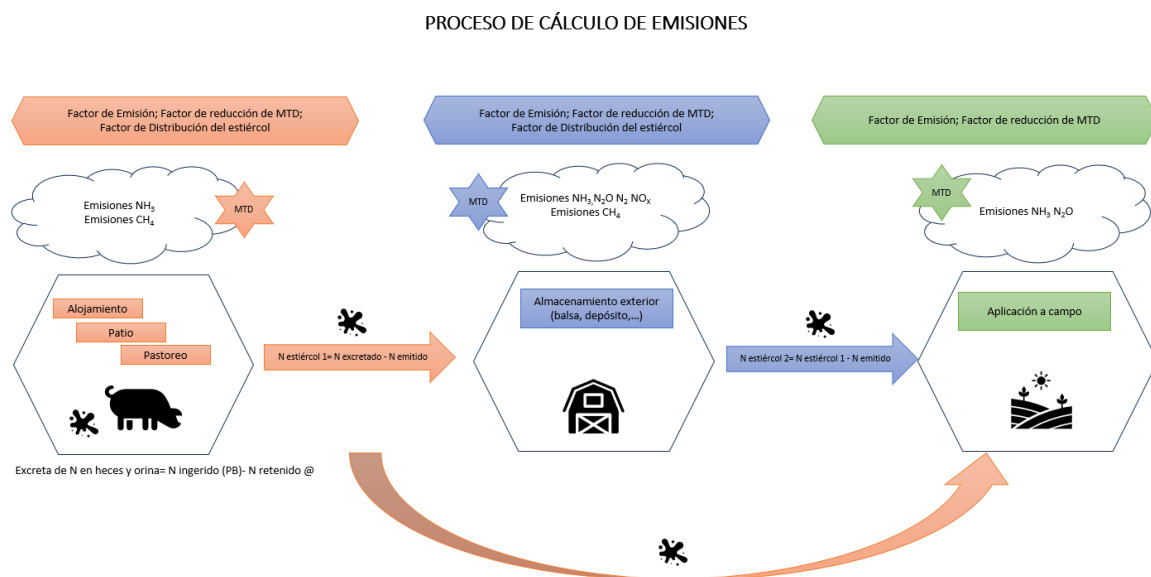 PROCESO DE CÁLCULO DE EMISIONES
Factor de Emisión; Factor de reducción de MTD;
Factor de Distribución del estiércol
Factor de Emisión; Factor de reducción de MTD;
Factor de Distribución del estiércol
Factor de Emisión; Factor de reducción de MTD
Emisiones NH₃
Emisiones CH₄
MTD
MTD
Emisiones NH₃,N₂O N₂ NOₓ
Emisiones CH₄
MTD
Emisiones NH₃ N₂O
Alojamiento
Patio
Pastoreo
N estiércol 1= N excretado - N emitido
Almacenamiento exterior
(balsa, depósito,...)
N estiércol 2= N estiércol 1 - N emitido
Aplicación a campo
Excreta de N en heces y orina= N ingerido (PB)- N retenido @